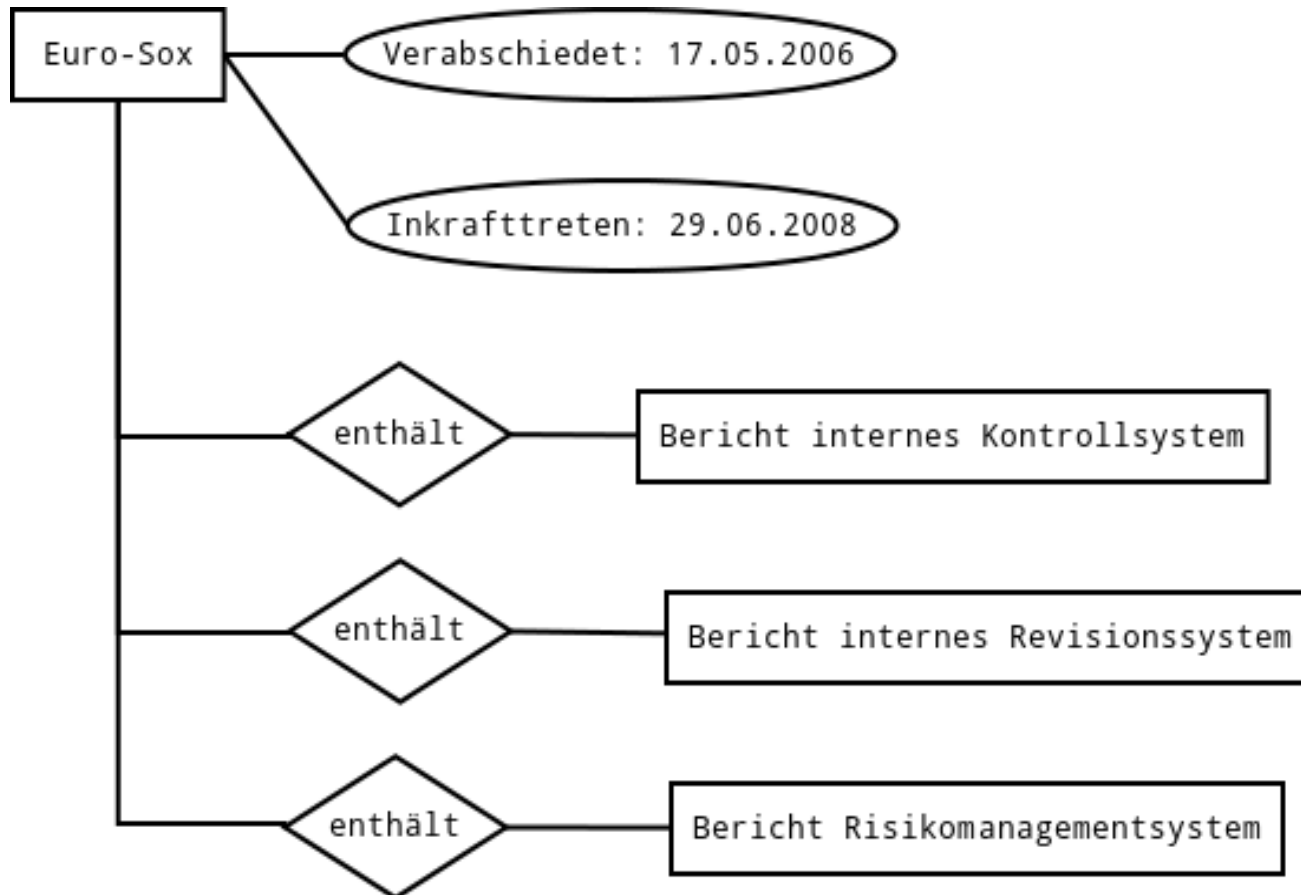 Euro-Sox
Verabschiedet: 17.05.2006
Inkrafttreten: 29.06.2008
enthält
Bericht internes Kontrollsystem
enthält
Bericht internes Revisionssystem
enthält
Bericht Risikomanagementsystem